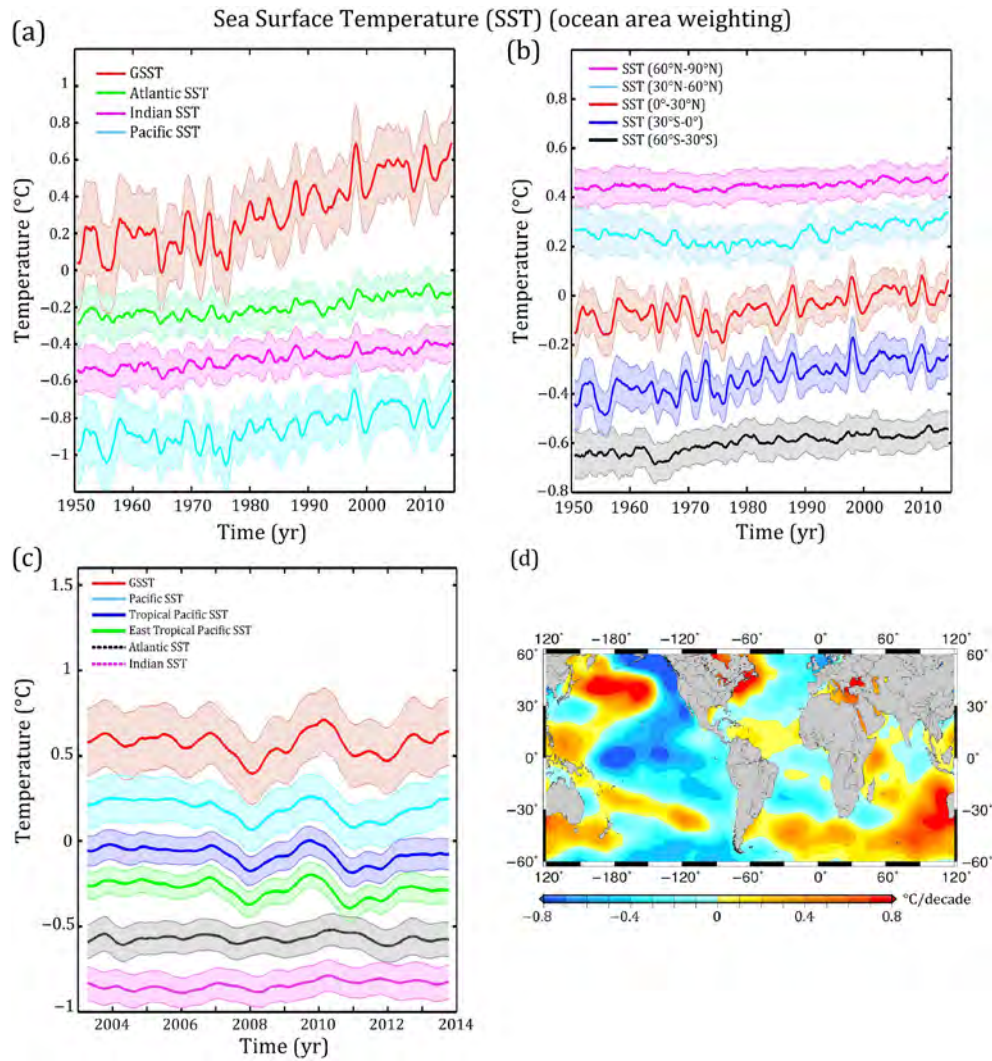 Sea Surface Temperature (SST) (ocean area weighting)
(a)
GSST
Atlantic SST
Indian SST
Pacific SST
1
0.8
0.6
0.4
0.2
0
−0.2
−0.4
−0.6
−0.8
−1
Temperature (°C)
1950 1960 1970 1980 1990 2000 2010
Time (yr)
(b)
SST (60°N-90°N)
SST (30°N-60°N)
SST (0°-30°N)
SST (30°S-0°)
SST (60°S-30°S)
0.8
0.6
0.4
0.2
0
−0.2
−0.4
−0.6
−0.8
Temperature (°C)
1950 1960 1970 1980 1990 2000 2010
Time (yr)
(c)
GSST
Pacific SST
Tropical Pacific SST
East Tropical Pacific SST
Atlantic SST
Indian SST
1.5
1
0.5
0
−0.5
−1
Temperature (°C)
2004 2006 2008 2010 2012 2014
Time (yr)
(d)
120 −180° −120° −60° 0° 60° 120
60° 60°
30° 30°
0° 0°
−30° −30°
−60° −60°
120° −180° −120° −60° 0° 60° 120°
°C/decade
−0.8 −0.4 0 0.4 0.8